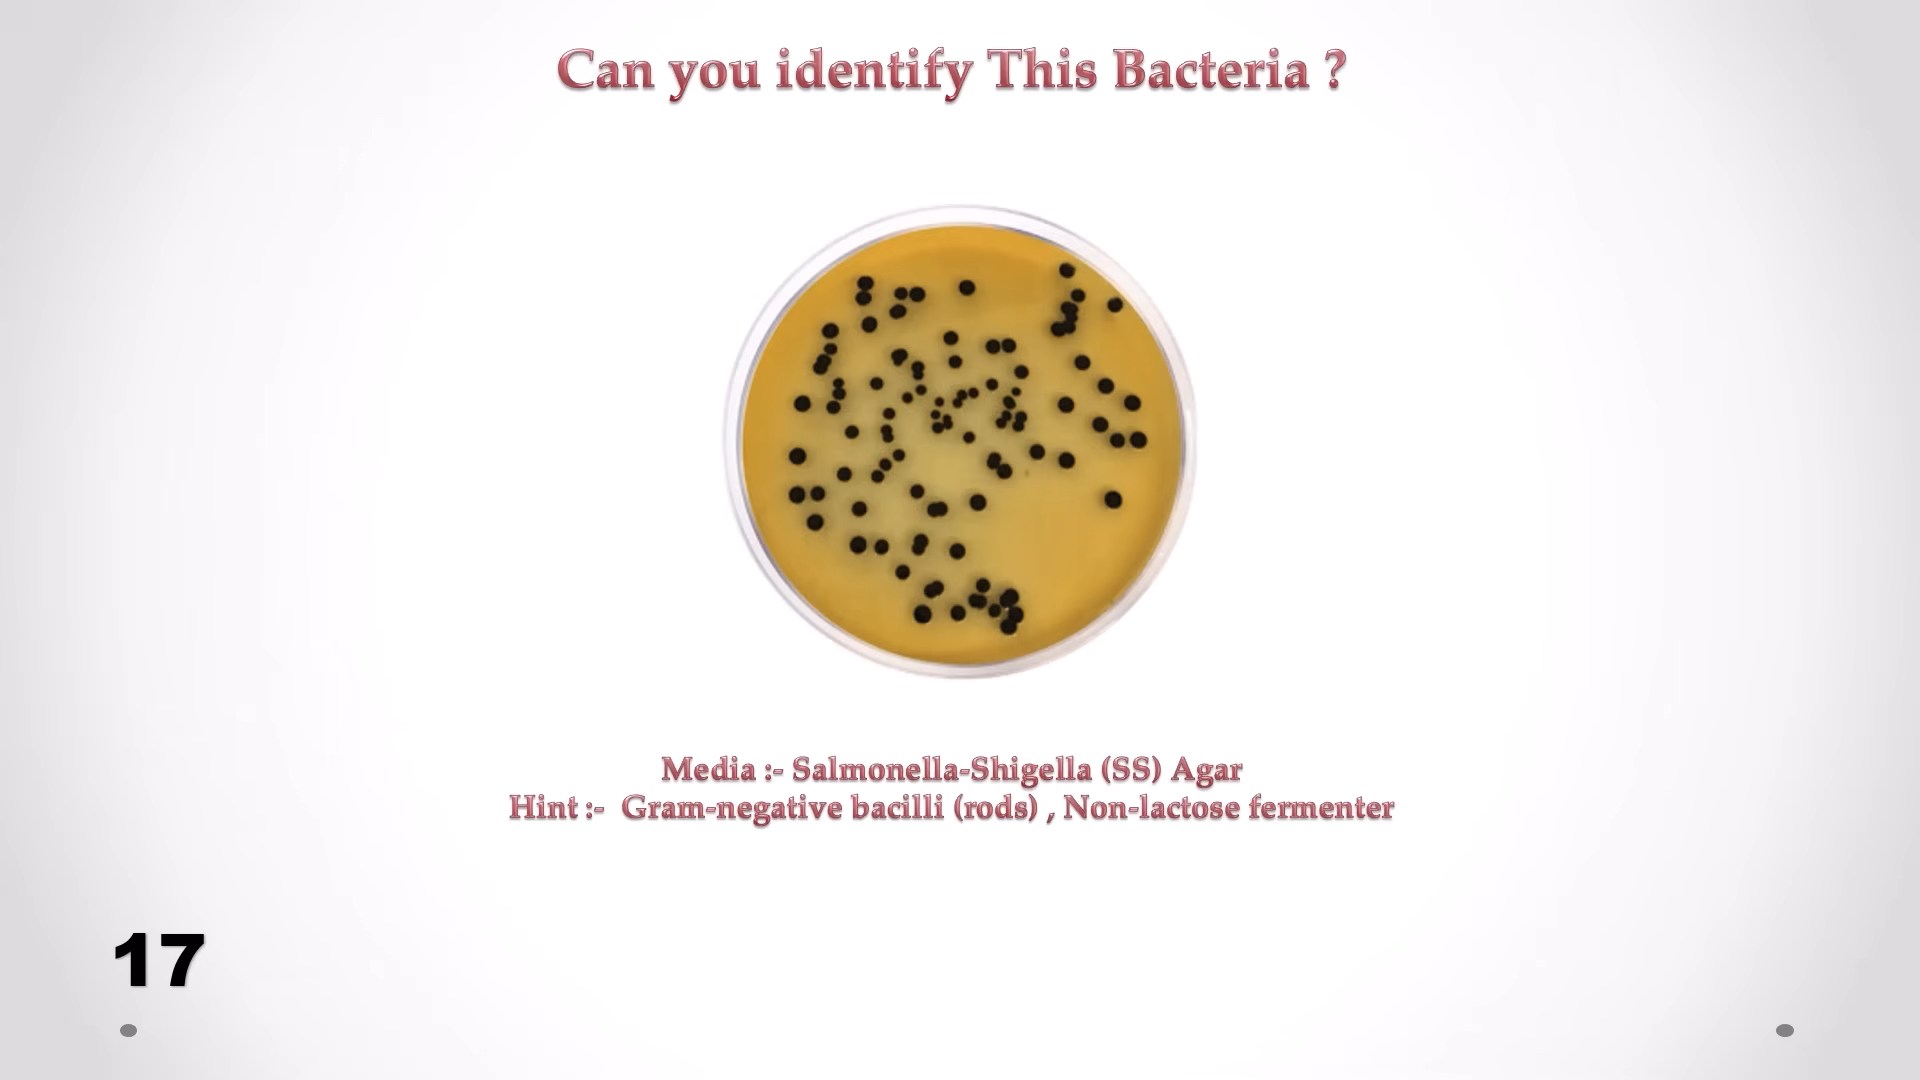 Can you identify This Bacteria ?
Media :- Salmonella-Shigella (SS) Agar
Hint :- Gram-negative bacilli (rods) , Non-lactose fermenter
17